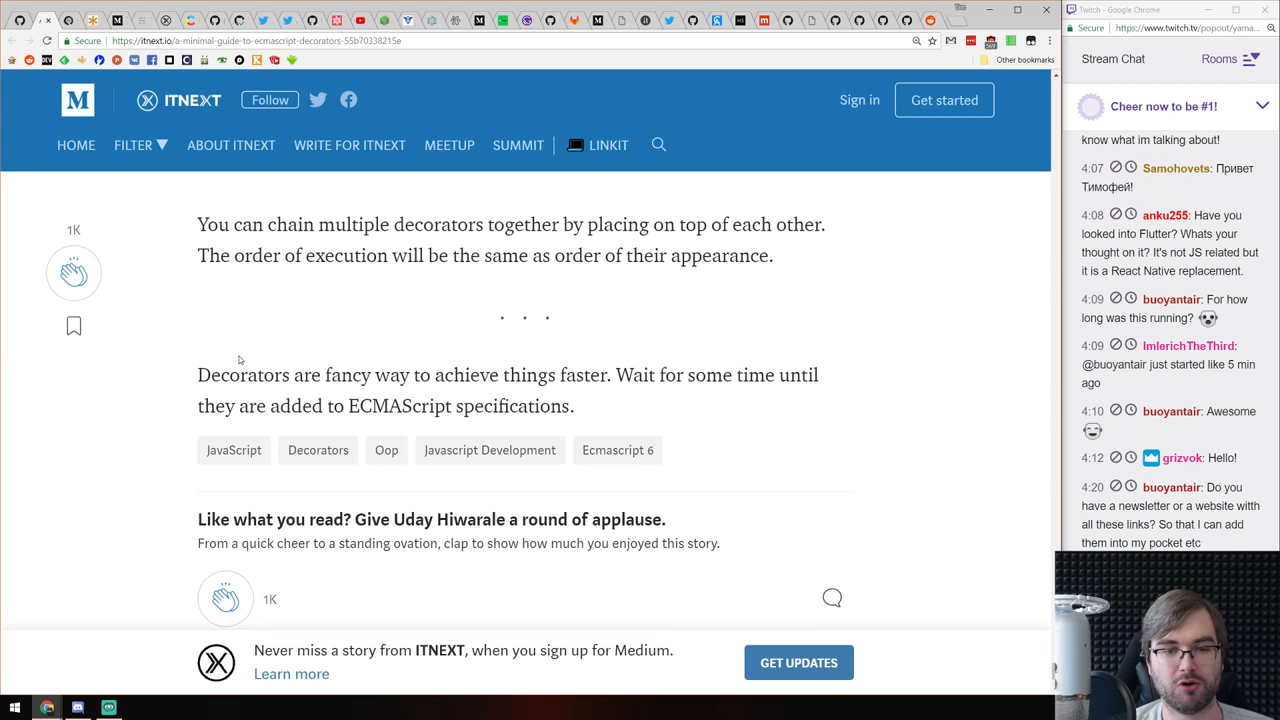 Twitch - Google Chrome
Secure
https://itnext.io/a-minimal-guide-to-ecmascript-decorators-55b70338215e
Other bookmarks
M
ITNEXT
Follow
Sign in
Get started
HOME
FILTER ▼
ABOUT ITNEXT
WRITE FOR ITNEXT
MEETUP
SUMMIT
LINKIT
1K
You can chain multiple decorators together by placing on top of each other.
The order of execution will be the same as order of their appearance.
. . .
Decorators are fancy way to achieve things faster. Wait for some time until
they are added to ECMAScript specifications.
JavaScript
Decorators
Oop
Javascript Development
Ecmascript 6
Like what you read? Give Uday Hiwarale a round of applause.
From a quick cheer to a standing ovation, clap to show how much you enjoyed this story.
1K
Never miss a story from ITNEXT, when you sign up for Medium.
Learn more
GET UPDATES
Secure
https://www.twitch.tv/popout/yama...
Stream Chat
Rooms
Cheer now to be #1!
know what im talking about!
4:07 Samohovets: Привет
Тимофей!
4:08 anku255: Have you
looked into Flutter? Whats your
thought on it? It's not JS related but
it is a React Native replacement.
4:09 buoyantair: For how
long was this running?
4:09 ImlerichTheThird:
@buoyantair just started like 5 min
ago
4:10 buoyantair: Awesome
4:12 grizvok: Hello!
4:20 buoyantair: Do you
have a newsletter or a website witth
all these links? So that I can add
them into my pocket etc